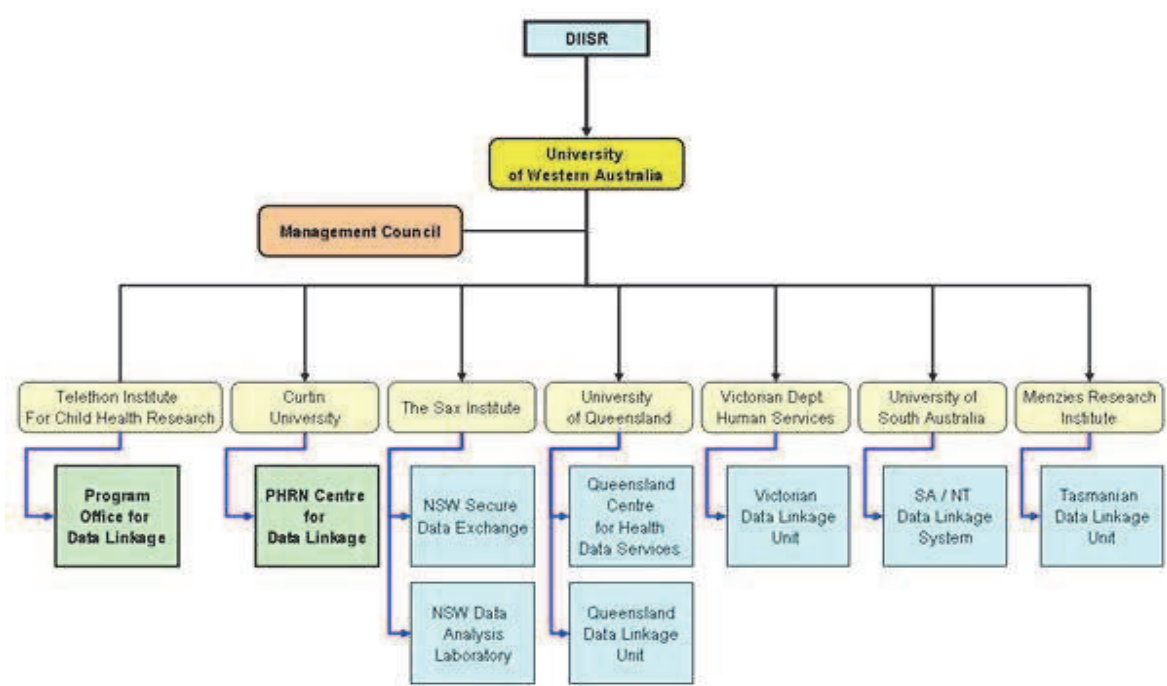 DIISR
University
of Western Australia
Management Council
Telethon Institute
For Child Health Research
Curtin
University
The Sax Institute
University
of Queensland
Victorian Dept.
Human Services
University of
South Australia
Menzies Research
Institute
Program
Office for
Data Linkage
PHRN Centre
for
Data Linkage
NSW Secure
Data Exchange
Queensland
Centre
for Health
Data Services
Victorian
Data Linkage
Unit
SA / NT
Data Linkage
System
Tasmanian
Data Linkage
Unit
NSW Data
Analysis
Laboratory
Queensland
Data Linkage
Unit